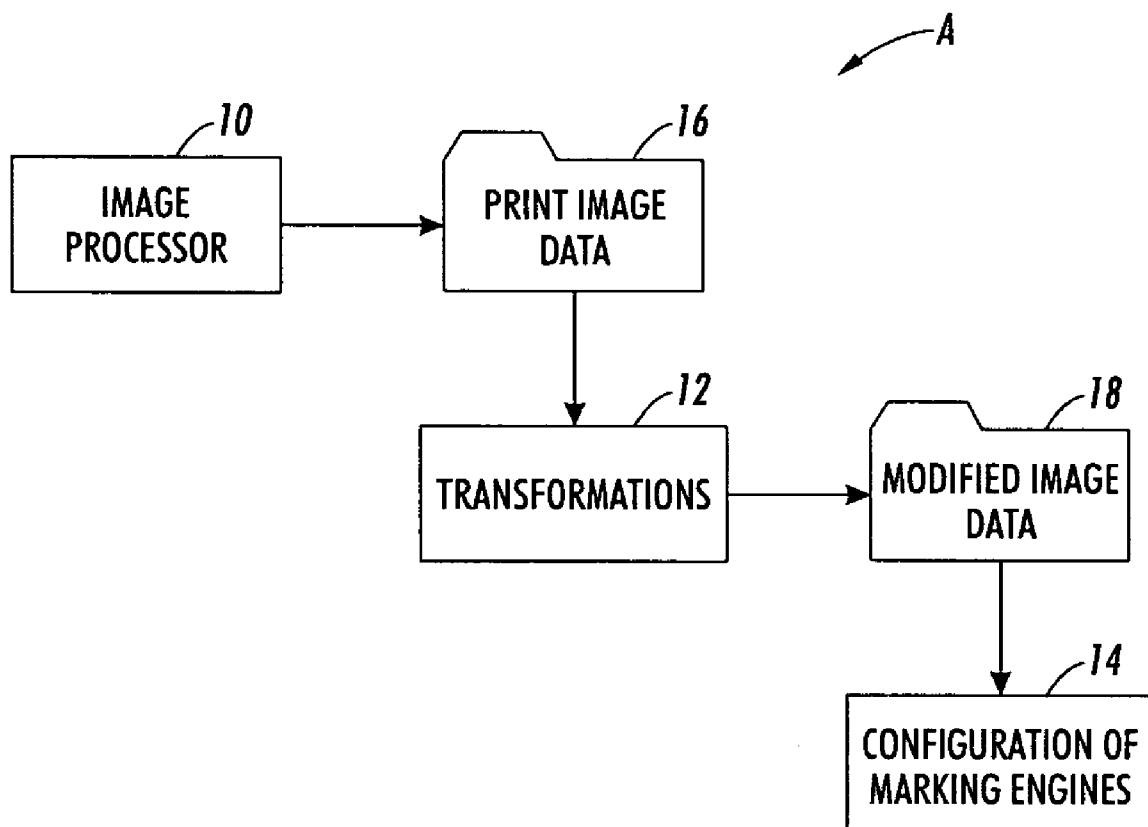 A
10
IMAGE
PROCESSOR
16
PRINT IMAGE
DATA
12
TRANSFORMATIONS
18
MODIFIED IMAGE
DATA
14
CONFIGURATION OF
MARKING ENGINES